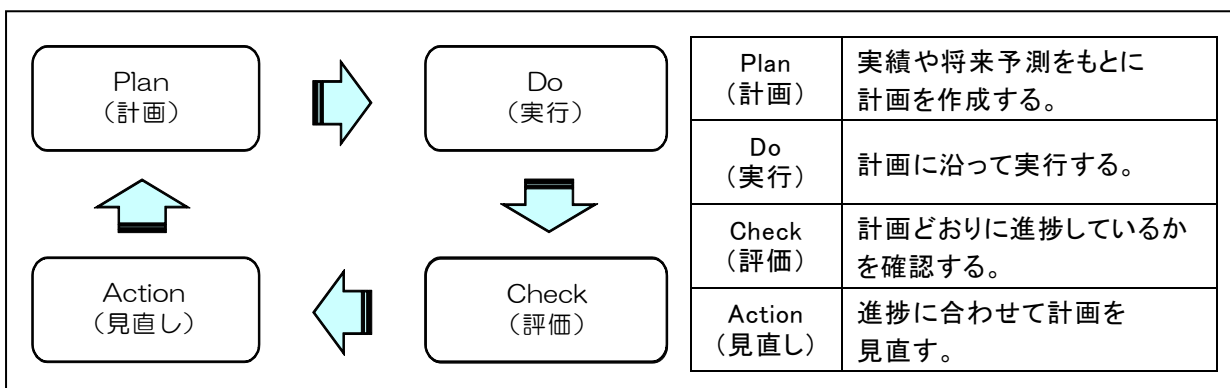 Plan
（計画）
Do
（実行）
Action
（見直し）
Check
（評価）
Plan
（計画）
実績や将来予測をもとに
計画を作成する。
Do
（実行）
計画に沿って実行する。
Check
（評価）
計画どおりに進捗しているか
を確認する。
Action
（見直し）
進捗に合わせて計画を
見直す。